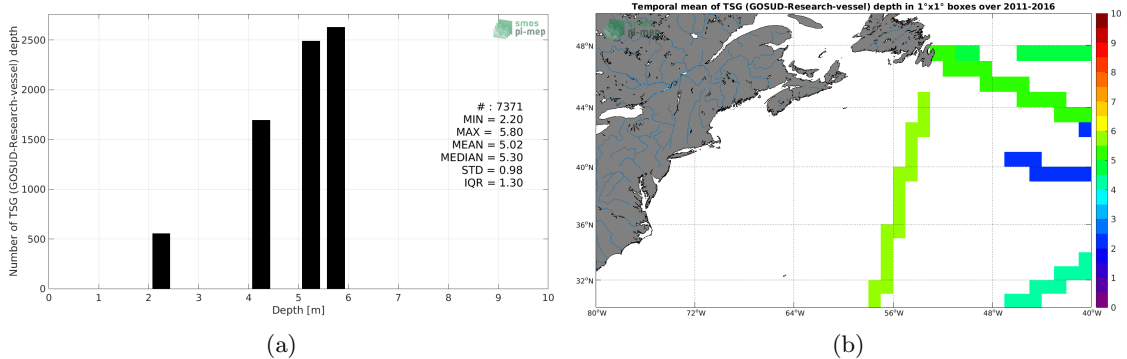 smos
pi-mep
Number of TSG (GOSUD-Research-vessel) depth
2500
2000
1500
1000
500
0
# : 7371
MIN = 2.20
MAX = 5.80
MEAN = 5.02
MEDIAN = 5.30
STD = 0.98
IQR = 1.30
0 1 2 3 4 5 6 7 8 9 10
Depth [m]
(a)
Temporal mean of TSG (GOSUD-Research-vessel) depth in 1°x1° boxes over 2011-2016
smos
pi-mep
48°N
44°N
40°N
36°N
32°N
80°W 72°W 64°W 56°W 48°W 40°W
10
9
8
7
6
5
4
3
2
1
0
(b)